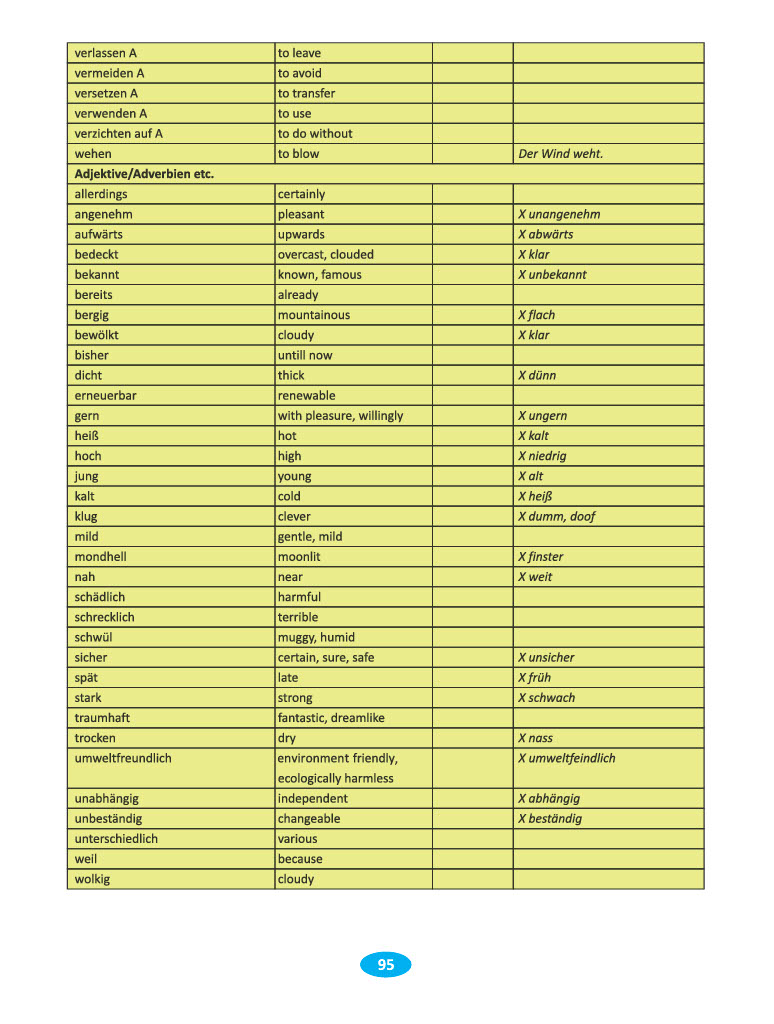 verlassen A to leave
vermeiden A to avoid
versetzen A to transfer
verwenden A to use
verzichten auf A to do without
wehen to blow Der Wind weht.
Adjektive/Adverbien etc.
allerdings certainly
angenehm pleasant X unangenehm
aufwärts upwards X abwärts
bedeckt overcast, clouded X klar
bekannt known, famous X unbekannt
bereits already
bergig mountainous X flach
bewölkt cloudy X klar
bisher untill now
dicht thick X dünn
erneuerbar renewable
gern with pleasure, willingly X ungern
heiß hot X kalt
hoch high X niedrig
jung young X alt
kalt cold X heiß
klug clever X dumm, doof
mild gentle, mild
mondhell moonlit X finster
nah near X weit
schädlich harmful
schrecklich terrible
schwül muggy, humid
sicher certain, sure, safe X unsicher
spät late X früh
stark strong X schwach
traumhaft fantastic, dreamlike
trocken dry X nass
umweltfreundlich environment friendly, X umweltfeindlich
ecologically harmless
unabhängig independent X abhängig
unbeständig changeable X beständig
unterschiedlich various
weil because
wolkig cloudy
95